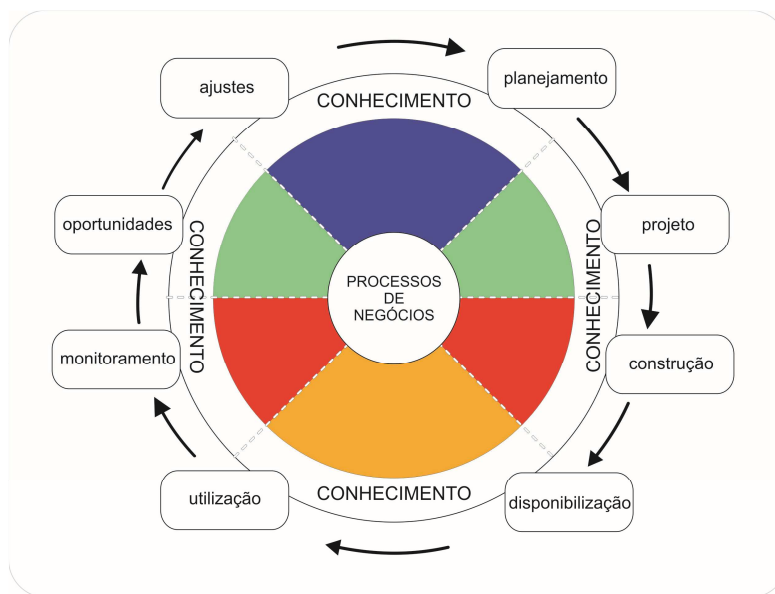 ajustes
planejamento
CONHECIMENTO
oportunidades
projeto
CONHECIMENTO
CONHECIMENTO
PROCESSOS
DE
NEGÓCIOS
monitoramento
construção
utilização
CONHECIMENTO
disponibilização